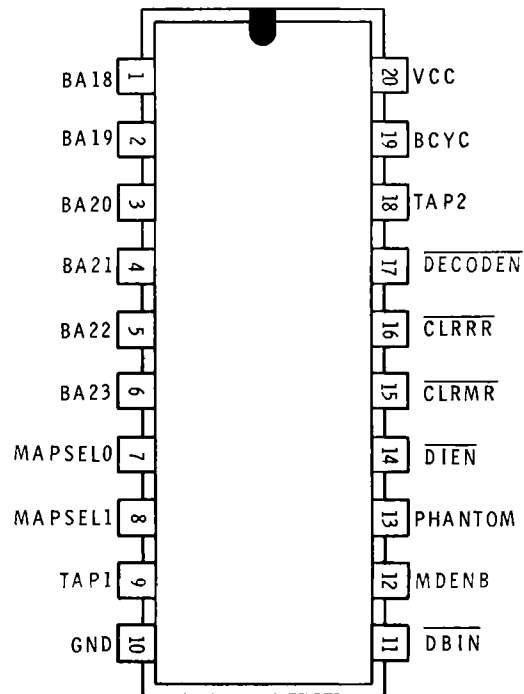 BA18 1 20 VCC
BA19 2 19 BCYC
BA20 3 18 TAP2
BA21 4 17 DECODEN
BA22 5 16 CLRRR
BA23 6 15 CLRMR
MAPSEL0 7 14 DIEN
MAPSEL1 8 13 PHANTOM
TAP1 9 12 MDENB
GND 10 11 DBIN